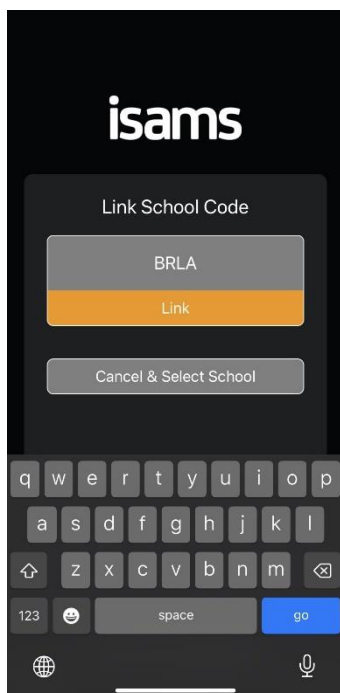 isams
Link School Code
BRLA
Link
Cancel & Select School
q w e r t y u i o p
a s d f g h j k l
z x c v b n m
123 space go